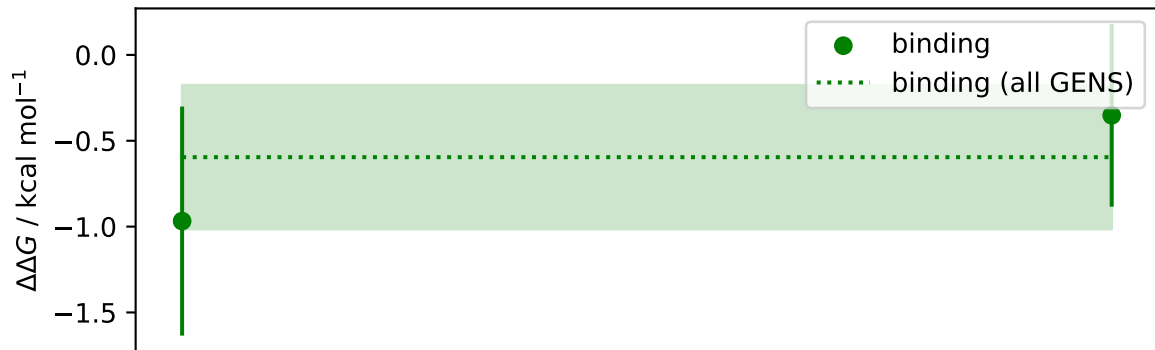 0.0
−0.5
−1.0
−1.5
ΔΔG / kcal mol⁻¹
binding
binding (all GENS)